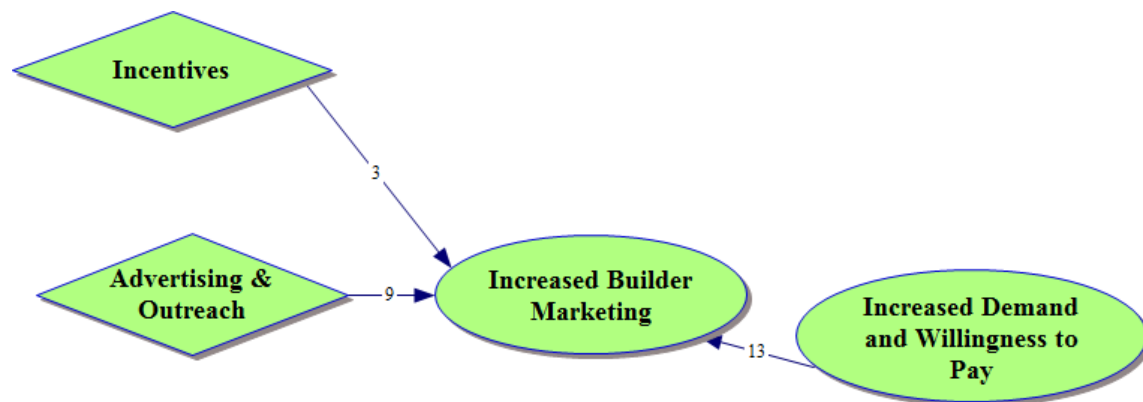 Incentives
3
Advertising &
Outreach
9
Increased Builder
Marketing
13
Increased Demand
and Willingness to
Pay